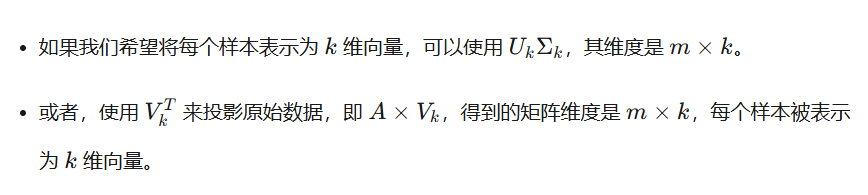 • 如果我们希望将每个样本表示为 k 维向量，可以使用 UₖΣₖ，其维度是 m × k。
• 或者，使用 Vₖᵀ 来投影原始数据，即 A × Vₖ，得到的矩阵维度是 m × k，每个样本被表示
为 k 维向量。